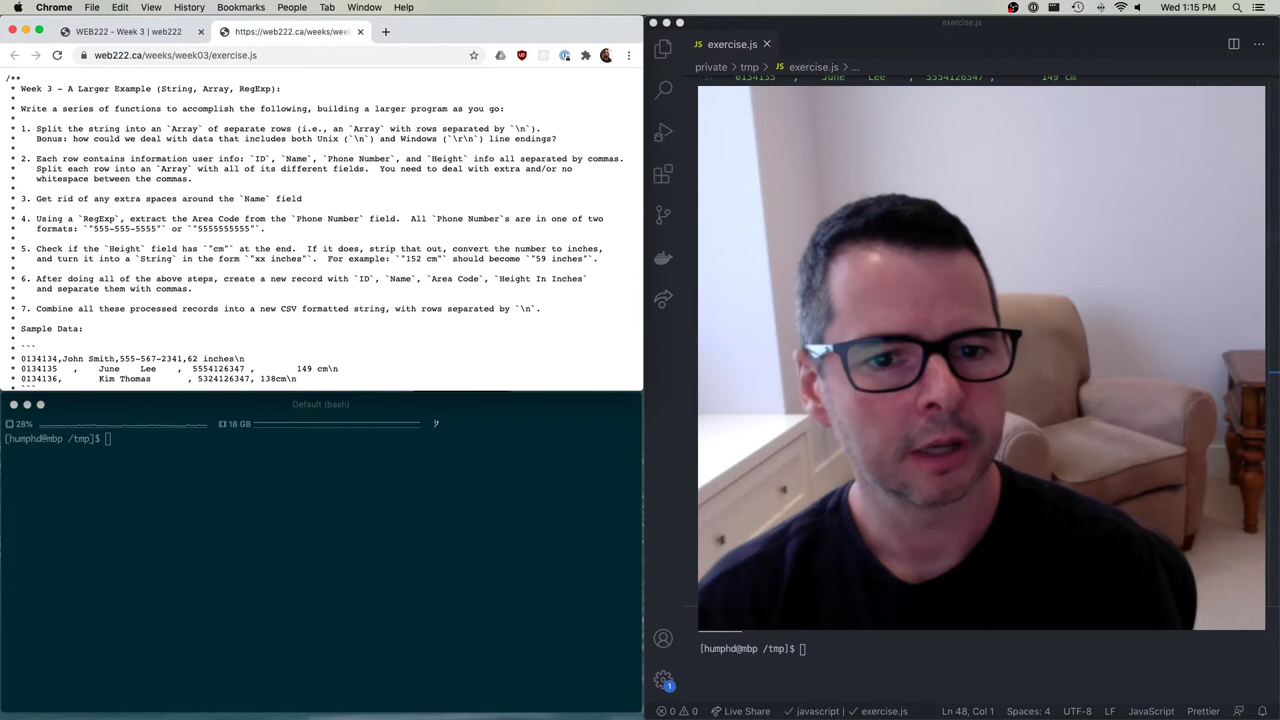 Chrome File Edit View History Bookmarks People Tab Window Help
Wed 1:15 PM
WEB222 - Week 3 | web222
https://web222.ca/weeks/week
web222.ca/weeks/week03/exercise.js
/**
* Week 3 - A Larger Example (String, Array, RegExp):
*
* Write a series of functions to accomplish the following, building a larger program as you go:
*
* 1. Split the string into an `Array` of separate rows (i.e., an `Array` with rows separated by `\n`).
* Bonus: how could we deal with data that includes both Unix (`\n`) and Windows (`\r\n`) line endings?
*
* 2. Each row contains information user info: `ID`, `Name`, `Phone Number`, and `Height` info all separated by commas.
* Split each row into an `Array` with all of its different fields. You need to deal with extra and/or no
* whitespace between the commas.
*
* 3. Get rid of any extra spaces around the `Name` field
*
* 4. Using a `RegExp`, extract the Area Code from the `Phone Number` field. All `Phone Number`s are in one of two
* formats: `"555-555-5555"` or `"5555555555"`.
*
* 5. Check if the `Height` field has `"cm"` at the end. If it does, strip that out, convert the number to inches,
* and turn it into a `String` in the form `"xx inches"`. For example: `"152 cm"` should become `"59 inches"`.
*
* 6. After doing all of the above steps, create a new record with `ID`, `Name`, `Area Code`, `Height In Inches`
* and separate them with commas.
*
* 7. Combine all these processed records into a new CSV formatted string, with rows separated by `\n`.
*
* Sample Data:
*
* ```
* 0134134,John Smith,555-567-2341,62 inches\n
* 0134135 , June Lee , 5554126347 , 149 cm\n
* 0134136, Kim Thomas , 5324126347, 138cm\n
* ```
Default (bash)
28% 18 GB
[humphd@mbp /tmp]$
exercise.js
JS exercise.js
private > tmp > JS exercise.js > ...
0134135 , June Lee , 5554126347 , 149 cm
[humphd@mbp /tmp]$
1
0 0 Live Share javascript | exercise.js Ln 48, Col 1 Spaces: 4 UTF-8 LF JavaScript Prettier